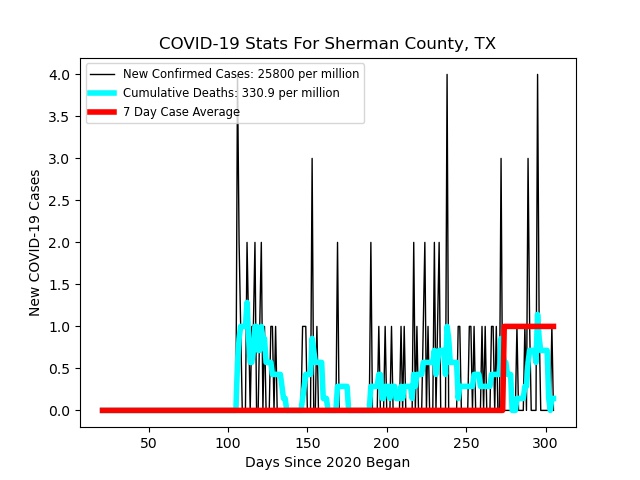 COVID-19 Stats For Sherman County, TX
New Confirmed Cases: 25800 per million
Cumulative Deaths: 330.9 per million
7 Day Case Average
New COVID-19 Cases
4.0
3.5
3.0
2.5
2.0
1.5
1.0
0.5
0.0
50 100 150 200 250 300
Days Since 2020 Began